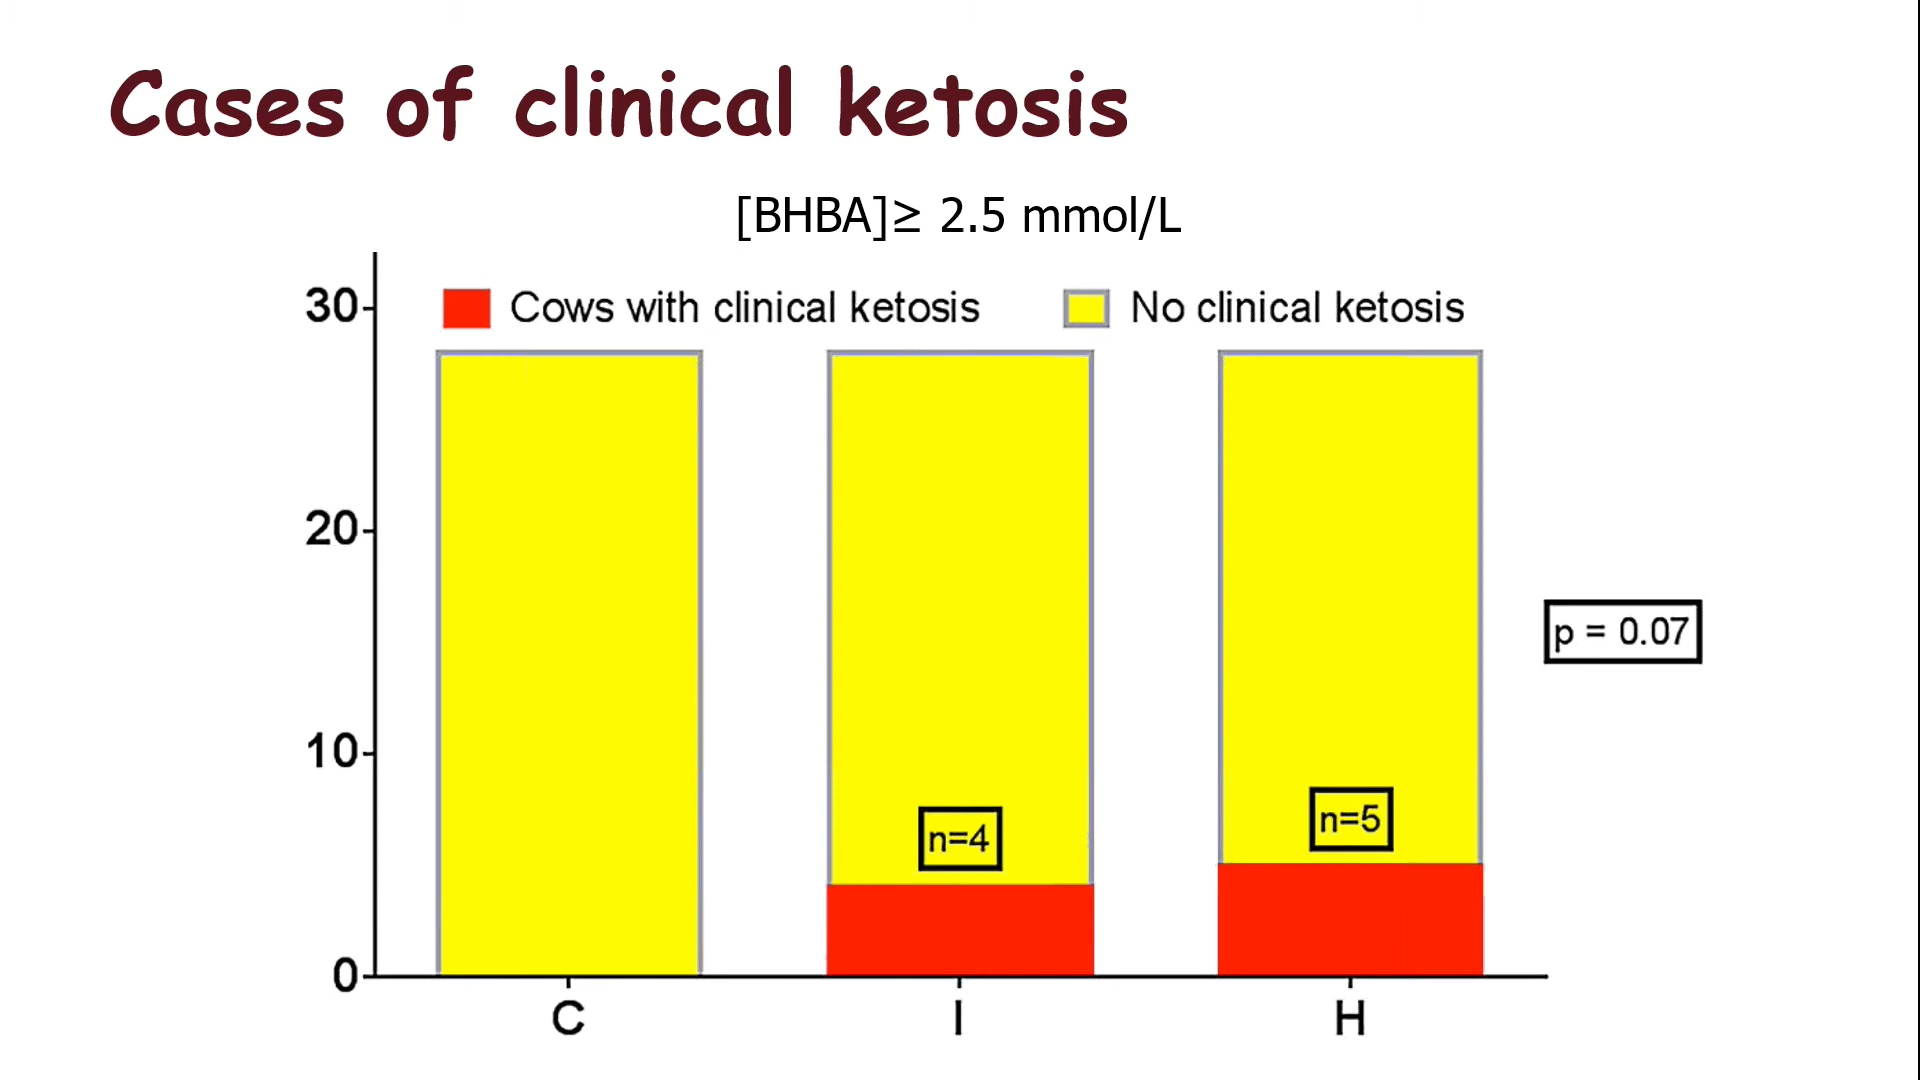 Cases of clinical ketosis
[BHBA]≥ 2.5 mmol/L
Cows with clinical ketosis
No clinical ketosis
30
20
10
0
n=4
n=5
p = 0.07
C
I
H